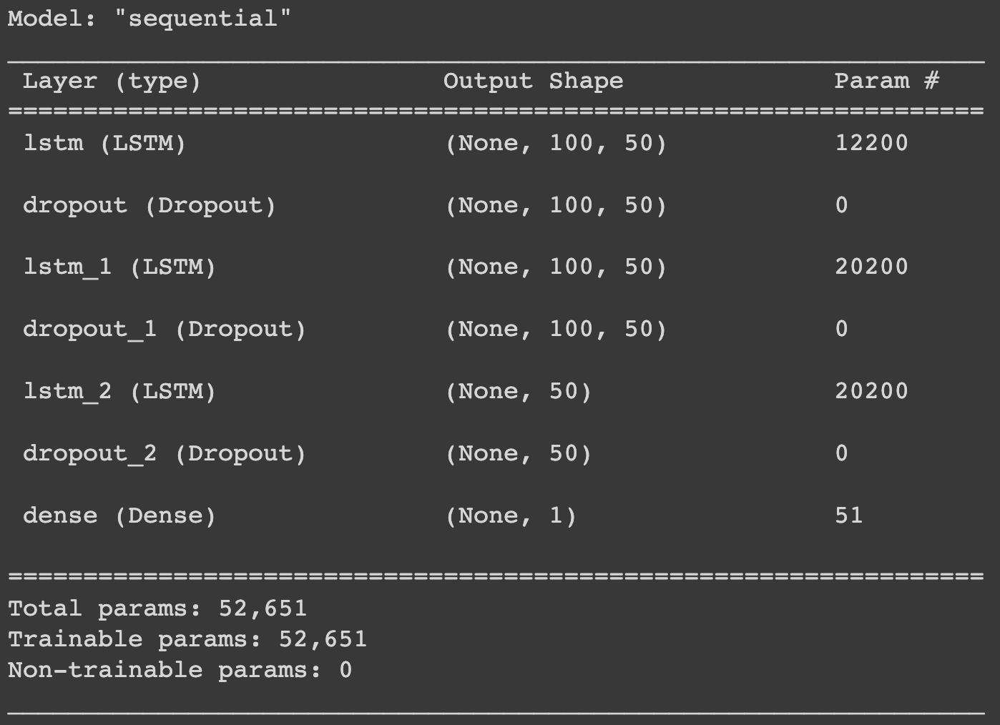 Model: "sequential"
_________________________________________________________________
Layer (type) Output Shape Param #
=================================================================
lstm (LSTM) (None, 100, 50) 12200
dropout (Dropout) (None, 100, 50) 0
lstm_1 (LSTM) (None, 100, 50) 20200
dropout_1 (Dropout) (None, 100, 50) 0
lstm_2 (LSTM) (None, 50) 20200
dropout_2 (Dropout) (None, 50) 0
dense (Dense) (None, 1) 51
=================================================================
Total params: 52,651
Trainable params: 52,651
Non-trainable params: 0
_________________________________________________________________